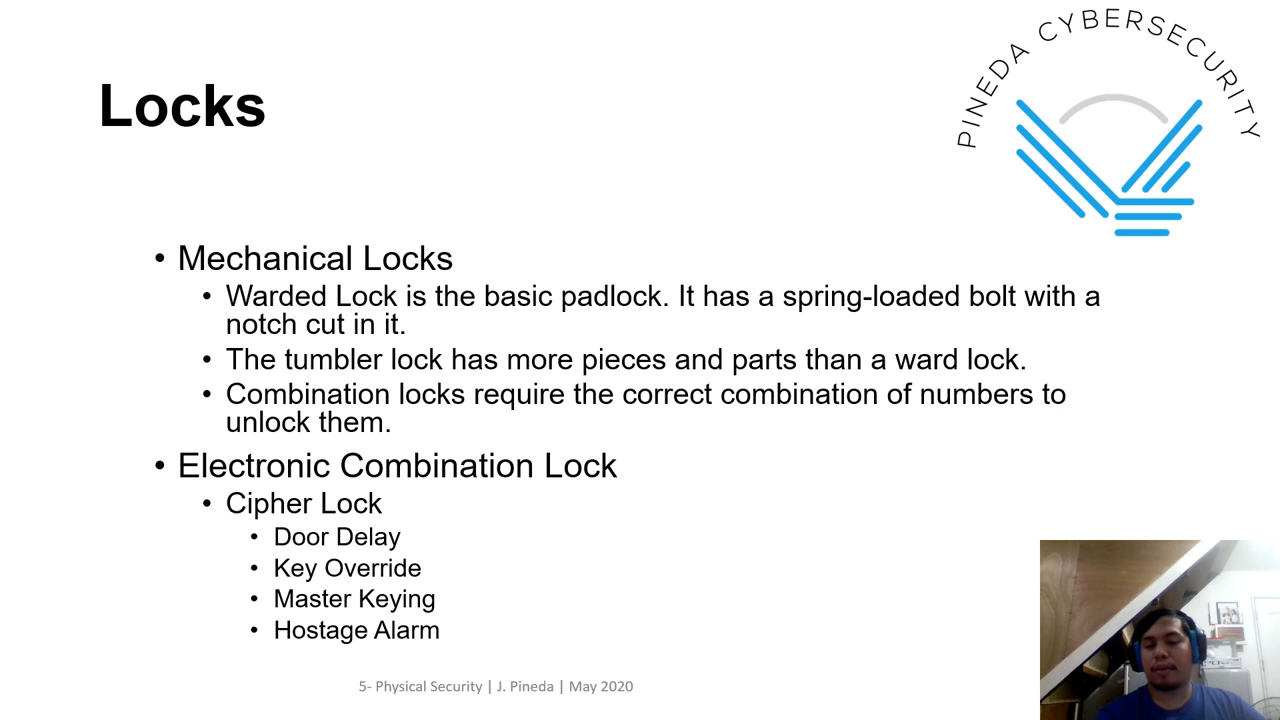 PINEDA CYBERSECURITY
Locks
• Mechanical Locks
• Warded Lock is the basic padlock. It has a spring-loaded bolt with a
notch cut in it.
• The tumbler lock has more pieces and parts than a ward lock.
• Combination locks require the correct combination of numbers to
unlock them.
• Electronic Combination Lock
• Cipher Lock
• Door Delay
• Key Override
• Master Keying
• Hostage Alarm
5- Physical Security | J. Pineda | May 2020